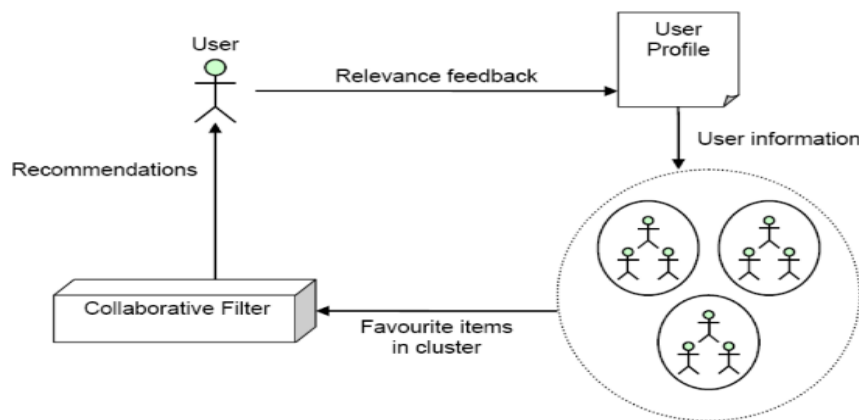 User
User
Profile
Relevance feedback
User information
Recommendations
Collaborative Filter
Favourite items
in cluster